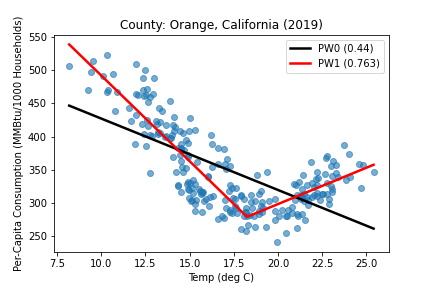 County: Orange, California (2019)
PW0 (0.44)
PW1 (0.763)
Per-Capita Consumption (MMBtu/1000 Households)
550
500
450
400
350
300
250
7.5 10.0 12.5 15.0 17.5 20.0 22.5 25.0
Temp (deg C)